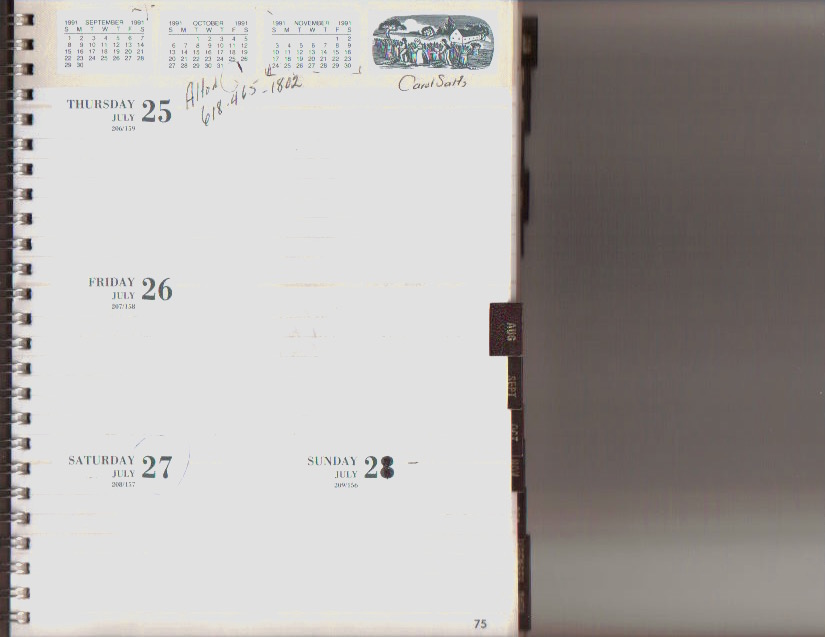 1991 SEPTEMBER 1991
S M T W T F S
1 2 3 4 5 6 7
8 9 10 11 12 13 14
15 16 17 18 19 20 21
22 23 24 25 26 27 28
29 30
1991 OCTOBER 1991
S M T W T F S
1 2 3 4 5
6 7 8 9 10 11 12
13 14 15 16 17 18 19
20 21 22 23 24 25 26
27 28 29 30 31
1991 NOVEMBER 1991
S M T W T F S
1 2
3 4 5 6 7 8 9
10 11 12 13 14 15 16
17 18 19 20 21 22 23
24 25 26 27 28 29 30
Alton
618-465-1802
Carol
THURSDAY 25
JULY
206/159
FRIDAY 26
JULY
207/158
SATURDAY 27
JULY
208/157
SUNDAY 28
JULY
209/156
AUG
SEPT
OCT
NOV
75